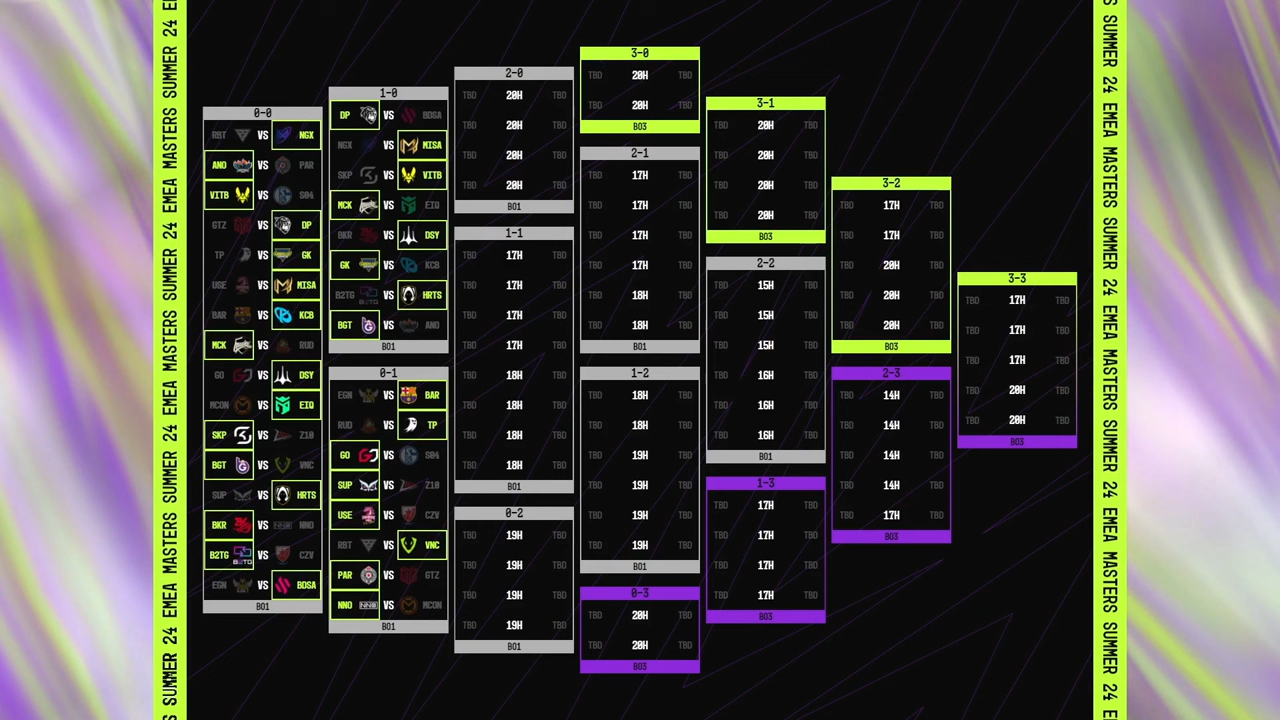 S SUMMER 24 EMEA MASTERS SUMMER 24 EMEA MASTERS SUMMER 24 E
0-0
RBT VS NGX
ANO VS PAR
VITB VS S04
GTZ VS DP
TP VS GK
USE VS MISA
BAR VS KCB
MCK VS RUD
GO VS DSY
MCON VS EIQ
SKP VS Z10
BGT VS VNC
SUP VS HRTS
BKR VS NNO
B2TG VS CZV
EGN VS BDSA
BO1
1-0
DP VS BDSA
NGX VS MISA
SKP VS VITB
MCK VS EIQ
BKR VS DSY
GK VS KCB
B2TG VS HRTS
BGT VS ANO
BO1
0-1
EGN VS BAR
RUD VS TP
GO VS S04
SUP VS Z10
USE VS CZV
RBT VS VNC
PAR VS GTZ
NNO VS MCON
BO1
2-0
TBD 20H TBD
TBD 20H TBD
TBD 20H TBD
TBD 20H TBD
BO1
1-1
TBD 17H TBD
TBD 17H TBD
TBD 17H TBD
TBD 17H TBD
TBD 18H TBD
TBD 18H TBD
TBD 18H TBD
TBD 18H TBD
BO1
0-2
TBD 19H TBD
TBD 19H TBD
TBD 19H TBD
TBD 19H TBD
BO1
3-0
TBD 20H TBD
TBD 20H TBD
BO3
2-1
TBD 17H TBD
TBD 17H TBD
TBD 17H TBD
TBD 17H TBD
TBD 18H TBD
TBD 18H TBD
BO1
1-2
TBD 18H TBD
TBD 18H TBD
TBD 19H TBD
TBD 19H TBD
TBD 19H TBD
TBD 19H TBD
BO1
0-3
TBD 20H TBD
TBD 20H TBD
BO3
3-1
TBD 20H TBD
TBD 20H TBD
TBD 20H TBD
TBD 20H TBD
BO3
2-2
TBD 15H TBD
TBD 15H TBD
TBD 15H TBD
TBD 16H TBD
TBD 16H TBD
TBD 16H TBD
BO1
1-3
TBD 17H TBD
TBD 17H TBD
TBD 17H TBD
TBD 17H TBD
BO3
3-2
TBD 17H TBD
TBD 17H TBD
TBD 20H TBD
TBD 20H TBD
TBD 20H TBD
BO3
2-3
TBD 14H TBD
TBD 14H TBD
TBD 14H TBD
TBD 14H TBD
TBD 17H TBD
BO3
3-3
TBD 17H TBD
TBD 17H TBD
TBD 17H TBD
TBD 20H TBD
TBD 20H TBD
BO3
S SUMMER 24 EMEA MASTERS SUMMER 24 EMEA MASTERS SUMMER 24 EM